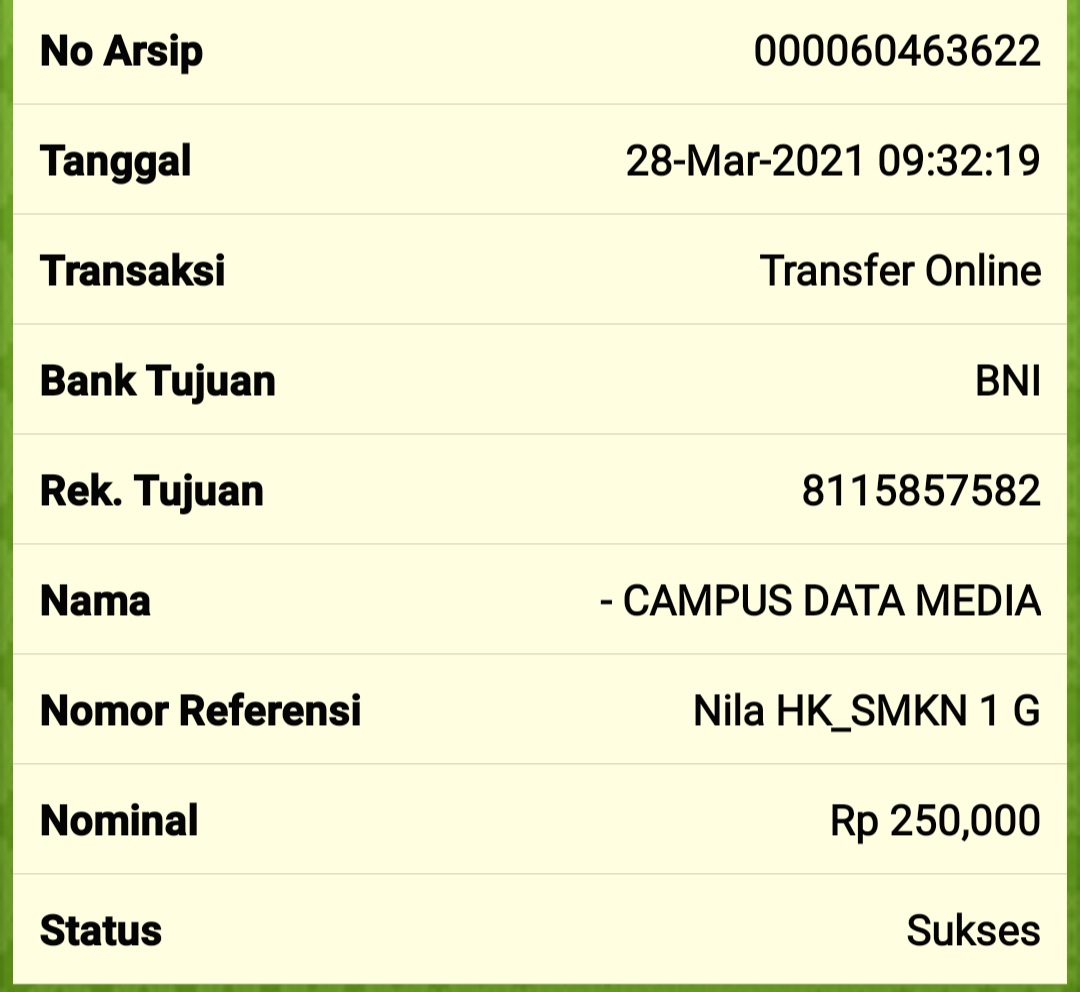 No Arsip 000060463622
Tanggal 28-Mar-2021 09:32:19
Transaksi Transfer Online
Bank Tujuan BNI
Rek. Tujuan 8115857582
Nama - CAMPUS DATA MEDIA
Nomor Referensi Nila HK_SMKN 1 G
Nominal Rp 250,000
Status Sukses